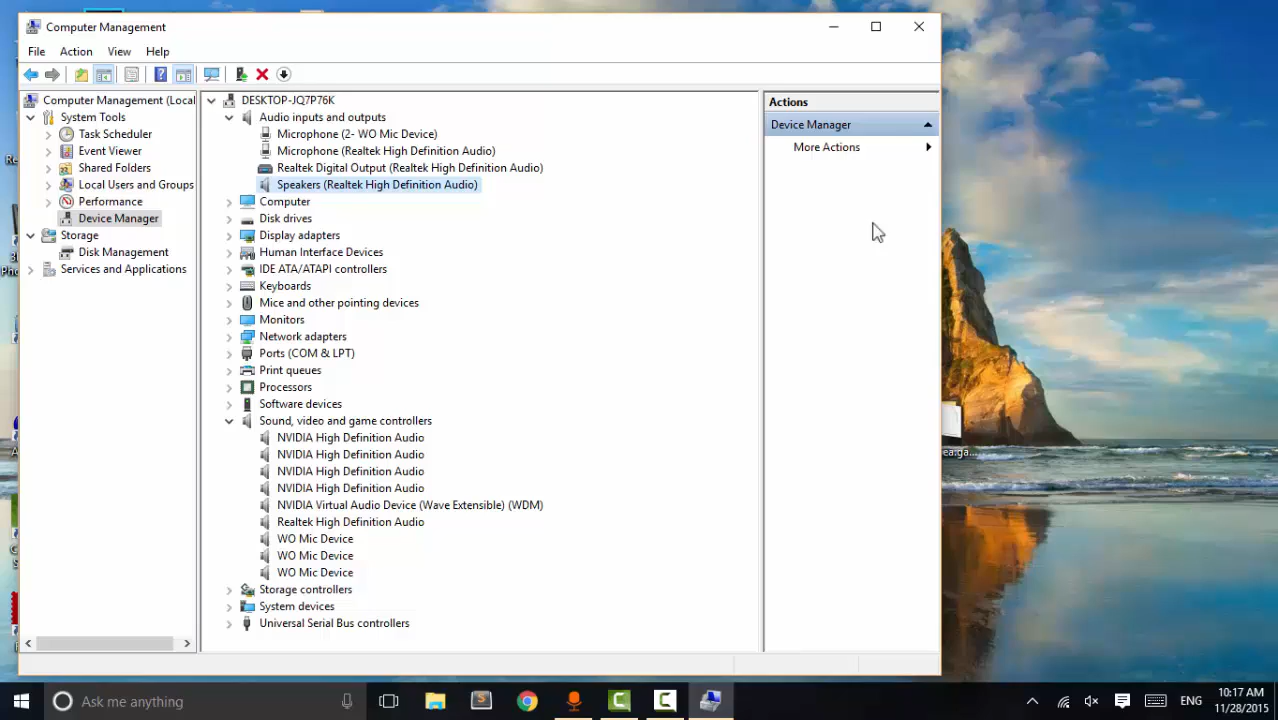 Computer Management
File Action View Help
Computer Management (Local
System Tools
Task Scheduler
Event Viewer
Shared Folders
Local Users and Groups
Performance
Device Manager
Storage
Disk Management
Services and Applications
DESKTOP-JQ7P76K
Audio inputs and outputs
Microphone (2- WO Mic Device)
Microphone (Realtek High Definition Audio)
Realtek Digital Output (Realtek High Definition Audio)
Speakers (Realtek High Definition Audio)
Computer
Disk drives
Display adapters
Human Interface Devices
IDE ATA/ATAPI controllers
Keyboards
Mice and other pointing devices
Monitors
Network adapters
Ports (COM & LPT)
Print queues
Processors
Software devices
Sound, video and game controllers
NVIDIA High Definition Audio
NVIDIA High Definition Audio
NVIDIA High Definition Audio
NVIDIA High Definition Audio
NVIDIA Virtual Audio Device (Wave Extensible) (WDM)
Realtek High Definition Audio
WO Mic Device
WO Mic Device
WO Mic Device
Storage controllers
System devices
Universal Serial Bus controllers
Actions
Device Manager
More Actions
Ask me anything
ENG
10:17 AM
11/28/2015